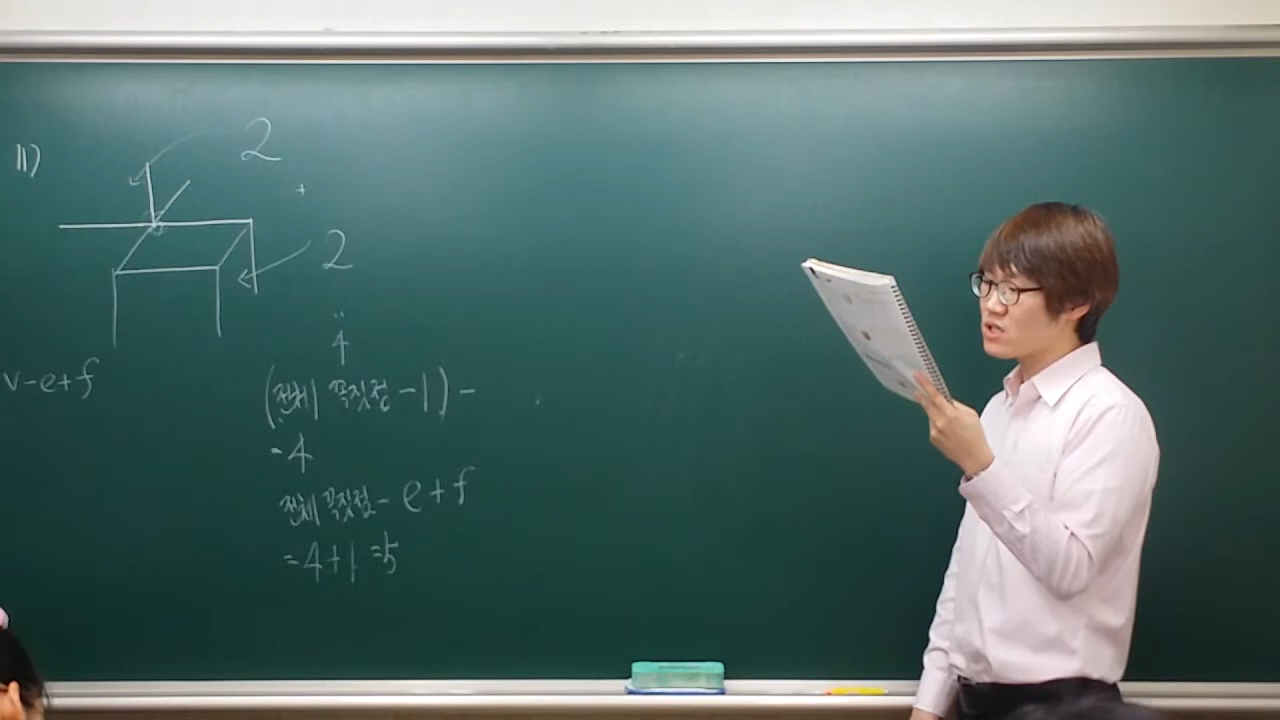 11)
2
2
4
v-e+f
(전체 꼭짓점 -1) -
=4
전체 꼭짓점 - e+f
=4+1=5